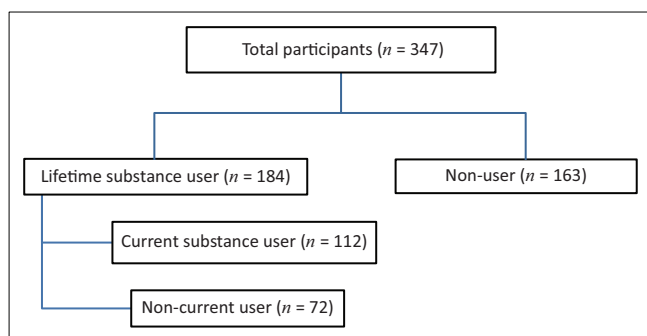 Total participants (n = 347)
Lifetime substance user (n = 184)
Non-user (n = 163)
Current substance user (n = 112)
Non-current user (n = 72)